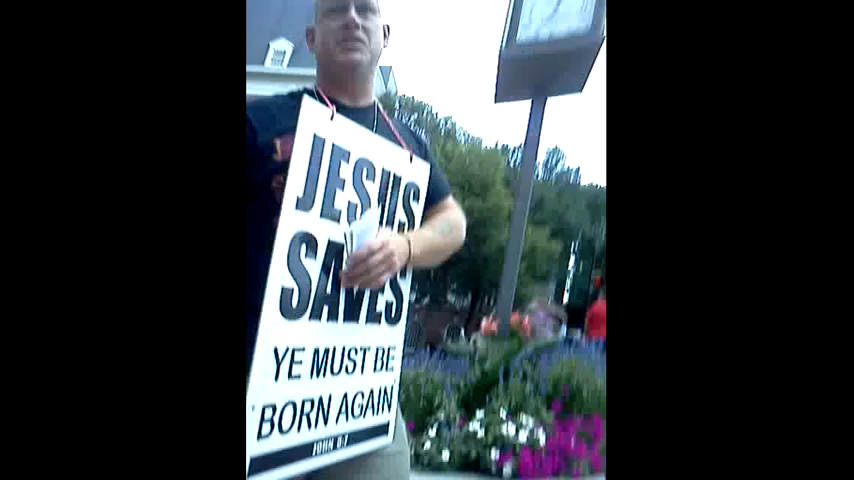 JESUS
SAVES
YE MUST BE
BORN AGAIN
JOHN 3:7